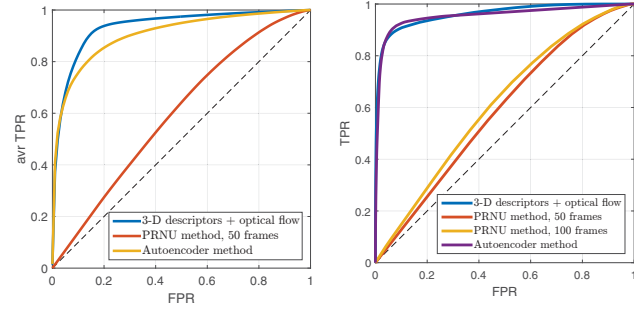 1
0.8
0.6
0.4
0.2
0
avr TPR
3-D descriptors + optical flow
PRNU method, 50 frames
Autoencoder method
0 0.2 0.4 0.6 0.8 1
FPR
1
0.8
0.6
0.4
0.2
0
TPR
3-D descriptors + optical flow
PRNU method, 50 frames
PRNU method, 100 frames
Autoencoder method
0 0.2 0.4 0.6 0.8 1
FPR